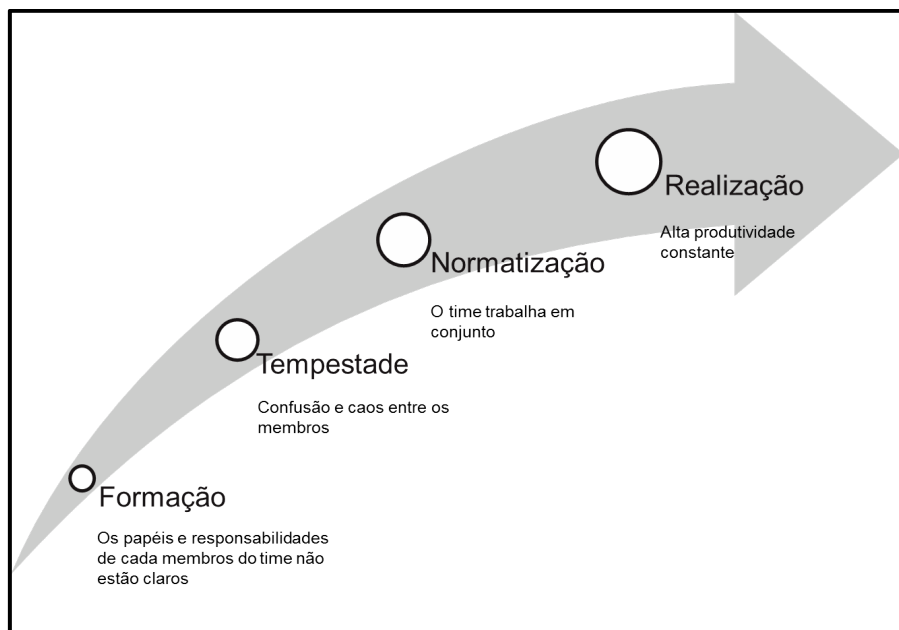 Realização
Alta produtividade
constante
Normatização
O time trabalha em
conjunto
Tempestade
Confusão e caos entre os
membros
Formação
Os papéis e responsabilidades
de cada membros do time não
estão claros